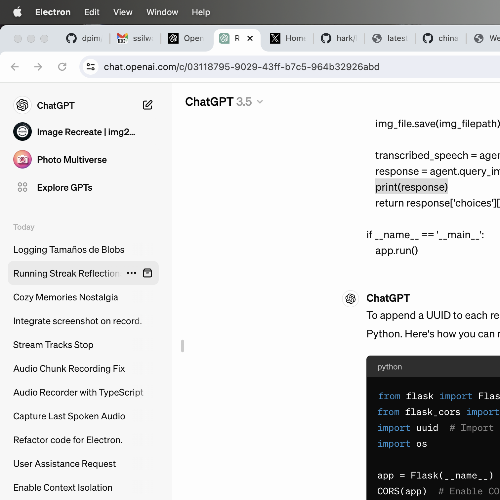 Electron Edit View Window Help
dpim ssilw Open R Hom hark/ latest china We
chat.openai.com/c/03118795-9029-43ff-b7c5-964b32926abd
ChatGPT
Image Recreate | img2...
Photo Multiverse
Explore GPTs
Today
Logging Tamaños de Blobs
Running Streak Reflection
Cozy Memories Nostalgia
Integrate screenshot on record.
Stream Tracks Stop
Audio Chunk Recording Fix
Audio Recorder with TypeScript
Capture Last Spoken Audio
Refactor code for Electron.
User Assistance Request
Enable Context Isolation
ChatGPT 3.5
img_file.save(img_filepath)
transcribed_speech = agen
response = agent.query_im
print(response)
return response['choices'][
if __name__ == '__main__':
app.run()
ChatGPT
To append a UUID to each re
Python. Here's how you can m
python
from flask import Flas
from flask_cors import
import uuid # Import
import os
app = Flask(__name__)
CORS(app) # Enable CO